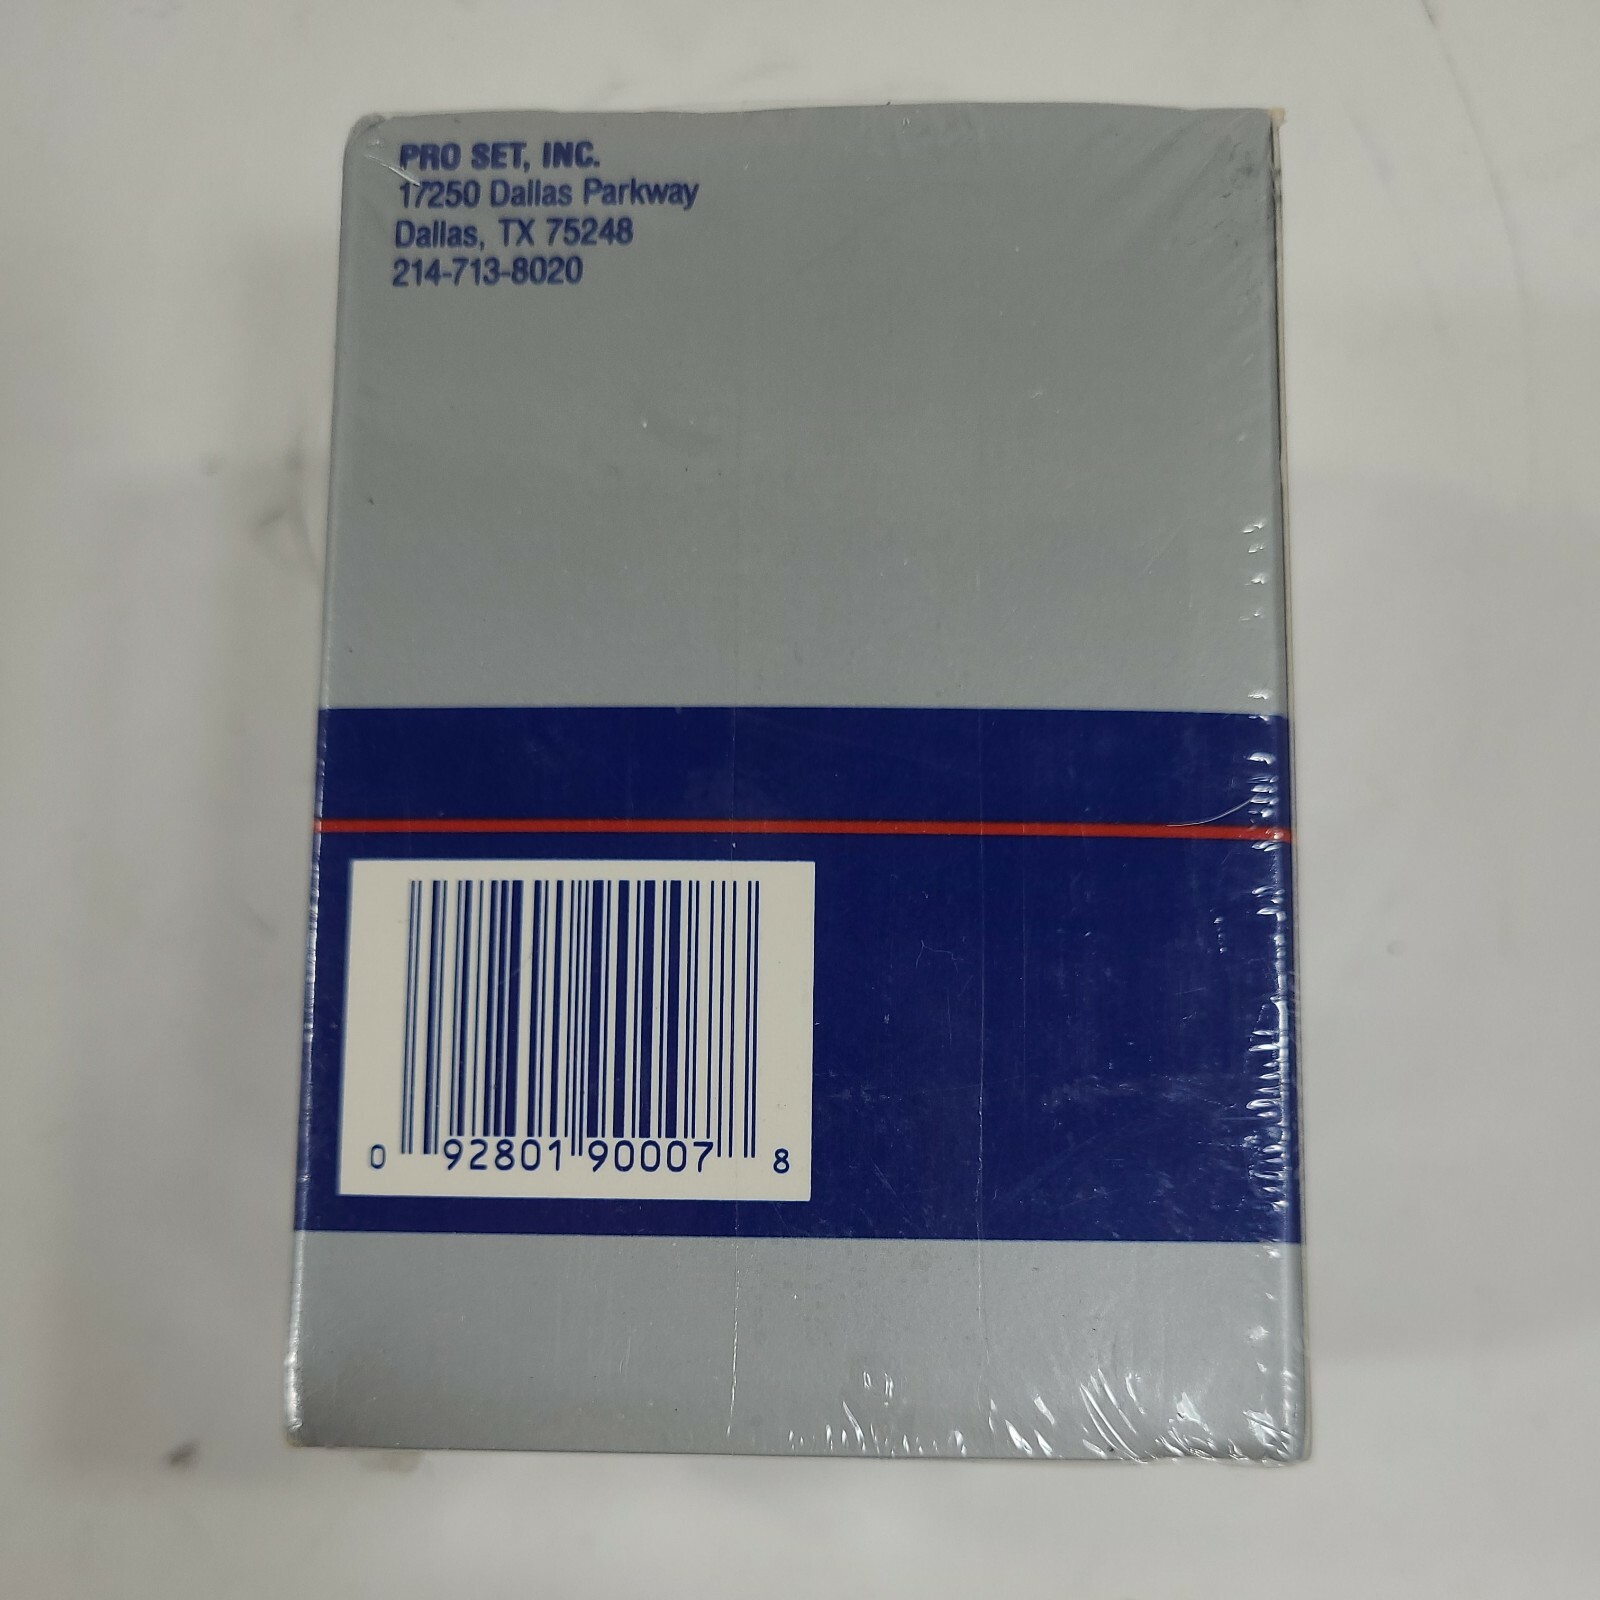 PRO SET, INC.
17250 Dallas Parkway
Dallas, TX 75248
214-713-8020
0 92801 90007 8